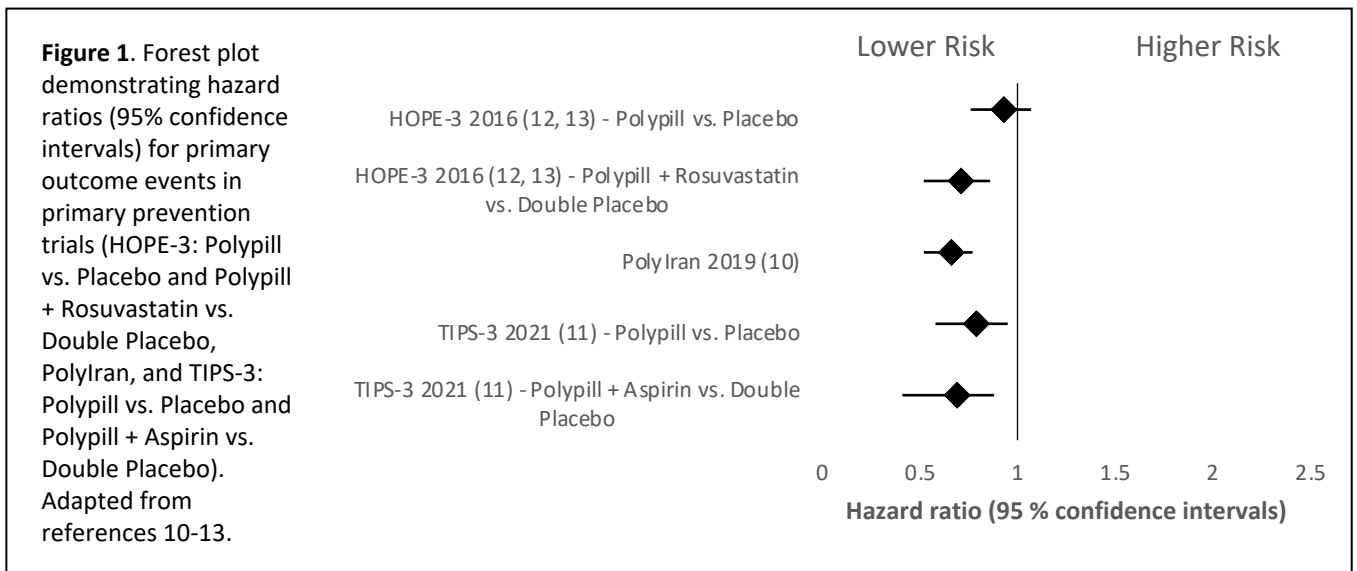 Figure 1. Forest plot
demonstrating hazard
ratios (95% confidence
intervals) for primary
outcome events in
primary prevention
trials (HOPE-3: Polypill
vs. Placebo and Polypill
+ Rosuvastatin vs.
Double Placebo,
PolyIran, and TIPS-3:
Polypill vs. Placebo and
Polypill + Aspirin vs.
Double Placebo).
Adapted from
references 10-13.
Lower Risk
Higher Risk
HOPE-3 2016 (12, 13) - Polypill vs. Placebo
HOPE-3 2016 (12, 13) - Polypill + Rosuvastatin
vs. Double Placebo
PolyIran 2019 (10)
TIPS-3 2021 (11) - Polypill vs. Placebo
TIPS-3 2021 (11) - Polypill + Aspirin vs. Double
Placebo
0 0.5 1 1.5 2 2.5
Hazard ratio (95 % confidence intervals)